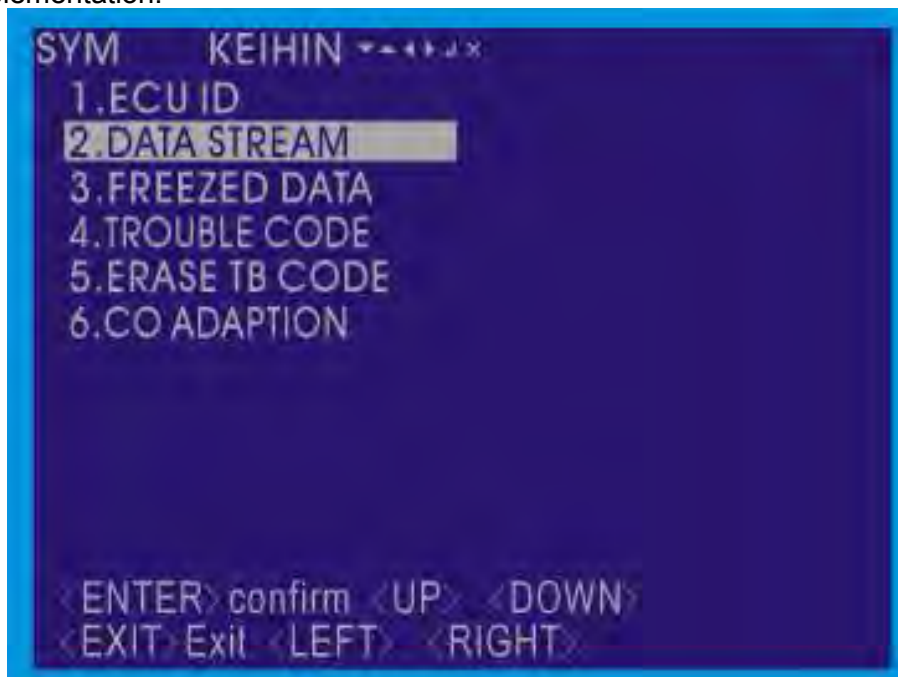 SYM KEIHIN
1.ECU ID
2.DATA STREAM
3.FREEZED DATA
4.TROUBLE CODE
5.ERASE TB CODE
6.CO ADAPTION
<ENTER> confirm <UP> <DOWN>
<EXIT> Exit <LEFT> <RIGHT>